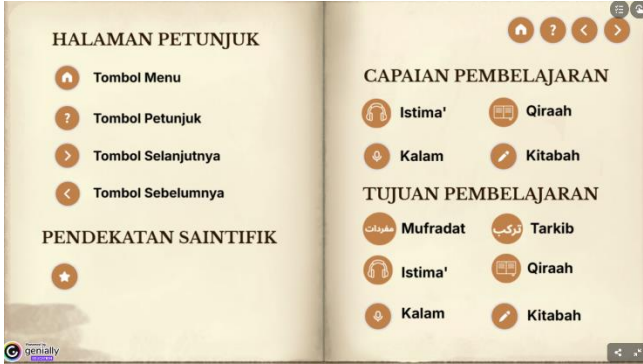 HALAMAN PETUNJUK
Tombol Menu
?
Tombol Petunjuk
Tombol Selanjutnya
Tombol Sebelumnya
PENDEKATAN SAINTIFIK
?
CAPAIAN PEMBELAJARAN
Istima'
Qiraah
Kalam
Kitabah
TUJUAN PEMBELAJARAN
مفردات
Mufradat
تركب
Tarkib
Istima'
Qiraah
Kalam
Kitabah
genially